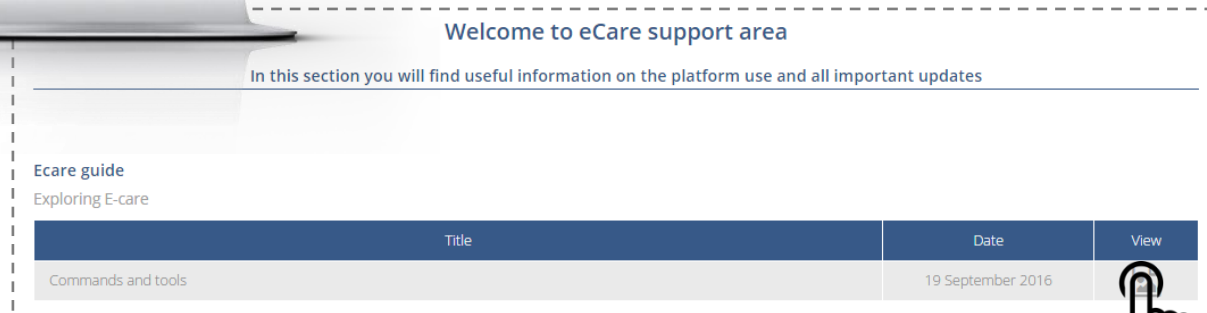 Welcome to eCare support area
In this section you will find useful information on the platform use and all important updates
Ecare guide
Exploring E-care
Title Date View
Commands and tools 19 September 2016